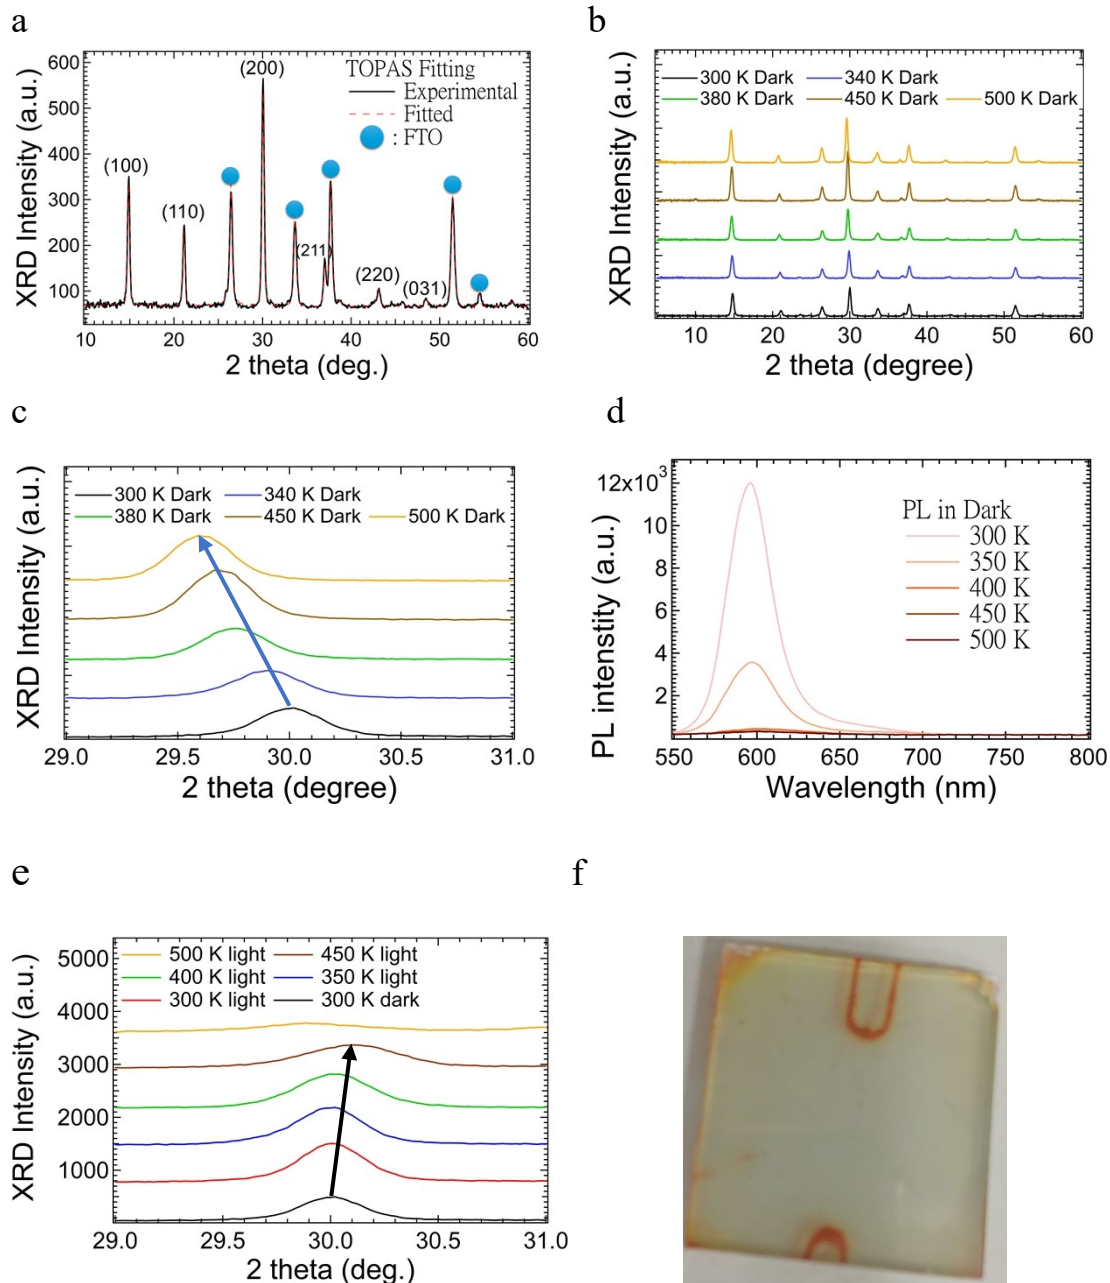 a
b
(200)
600
TOPAS Fitting
Experimental
Fitted
: FTO
500
400
(100)
300
(110)
(211)
200
(220)
(031)
100
XRD Intensity (a.u.)
10 20 30 40 50 60
2 theta (deg.)
300 K Dark 340 K Dark
380 K Dark 450 K Dark 500 K Dark
XRD Intensity (a.u.)
10 20 30 40 50 60
2 theta (degree)
c
d
300 K Dark 340 K Dark
380 K Dark 450 K Dark 500 K Dark
XRD Intensity (a.u.)
29.0 29.5 30.0 30.5 31.0
2 theta (degree)
12x10³
10
8
6
4
2
PL in Dark
300 K
350 K
400 K
450 K
500 K
PL intenstity (a.u.)
550 600 650 700 750 800
Wavelength (nm)
e
f
5000
4000
3000
2000
1000
500 K light 450 K light
400 K light 350 K light
300 K light 300 K dark
XRD Intensity (a.u.)
29.0 29.5 30.0 30.5 31.0
2 theta (deg.)